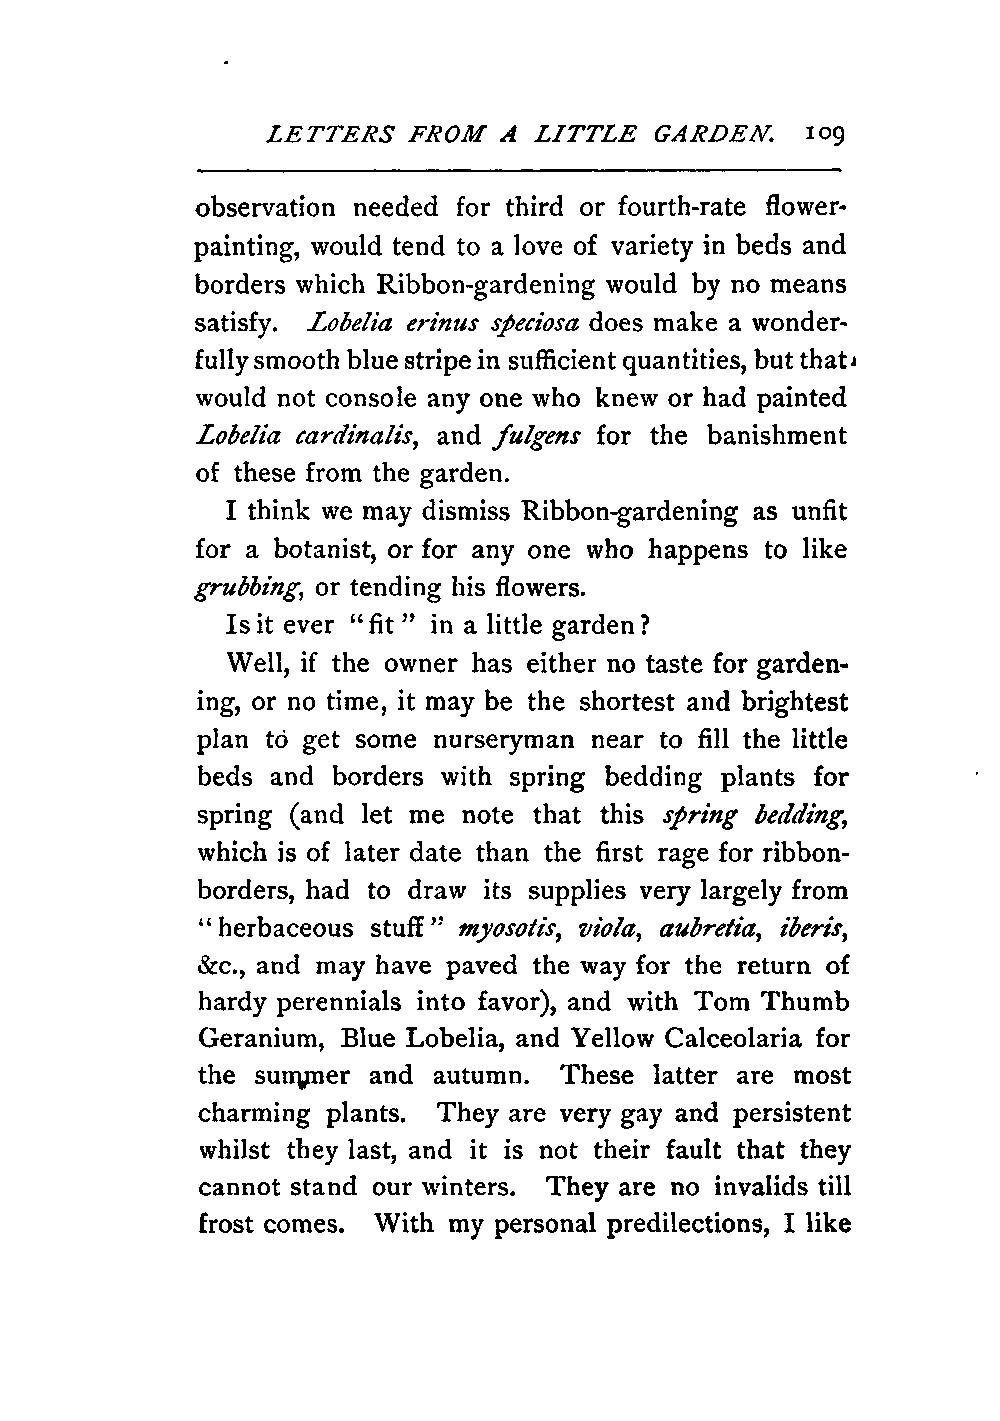 LETTERS FROM A LITTLE GARDEN. 109
observation needed for third or fourth-rate flower-
painting, would tend to a love of variety in beds and
borders which Ribbon-gardening would by no means
satisfy. Lobelia erinus speciosa does make a wonder-
fully smooth blue stripe in sufficient quantities, but that
would not console any one who knew or had painted
Lobelia cardinalis, and fulgens for the banishment
of these from the garden.
I think we may dismiss Ribbon-gardening as unfit
for a botanist, or for any one who happens to like
grubbing, or tending his flowers.
Is it ever "fit" in a little garden?
Well, if the owner has either no taste for garden-
ing, or no time, it may be the shortest and brightest
plan to get some nurseryman near to fill the little
beds and borders with spring bedding plants for
spring (and let me note that this spring bedding,
which is of later date than the first rage for ribbon-
borders, had to draw its supplies very largely from
"herbaceous stuff" myosotis, viola, aubretia, iberis,
&c., and may have paved the way for the return of
hardy perennials into favor), and with Tom Thumb
Geranium, Blue Lobelia, and Yellow Calceolaria for
the summer and autumn. These latter are most
charming plants. They are very gay and persistent
whilst they last, and it is not their fault that they
cannot stand our winters. They are no invalids till
frost comes. With my personal predilections, I like